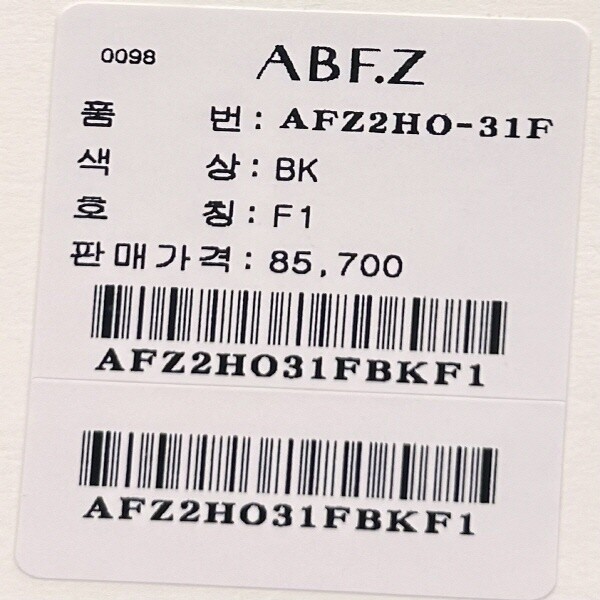 0098 ABF.Z
품 번 : AFZ2HO-31F
색 상 : BK
호 칭 : F1
판매가격 : 85,700
AFZ2HO31FBKF1
AFZ2HO31FBKF1